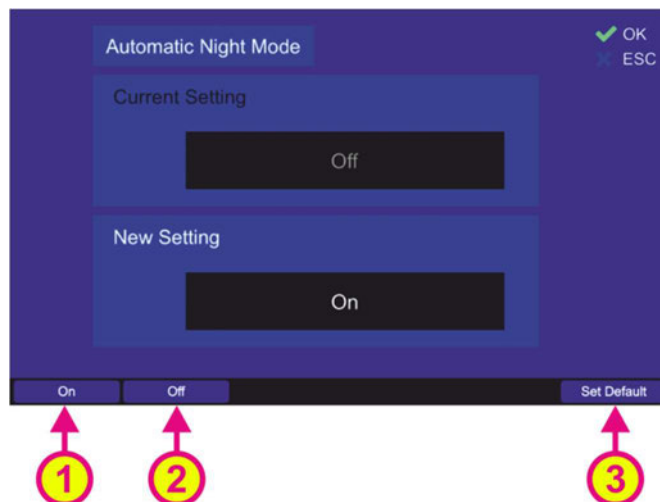 Automatic Night Mode
OK
ESC
Current Setting
Off
New Setting
On
On Off Set Default
1 2 3